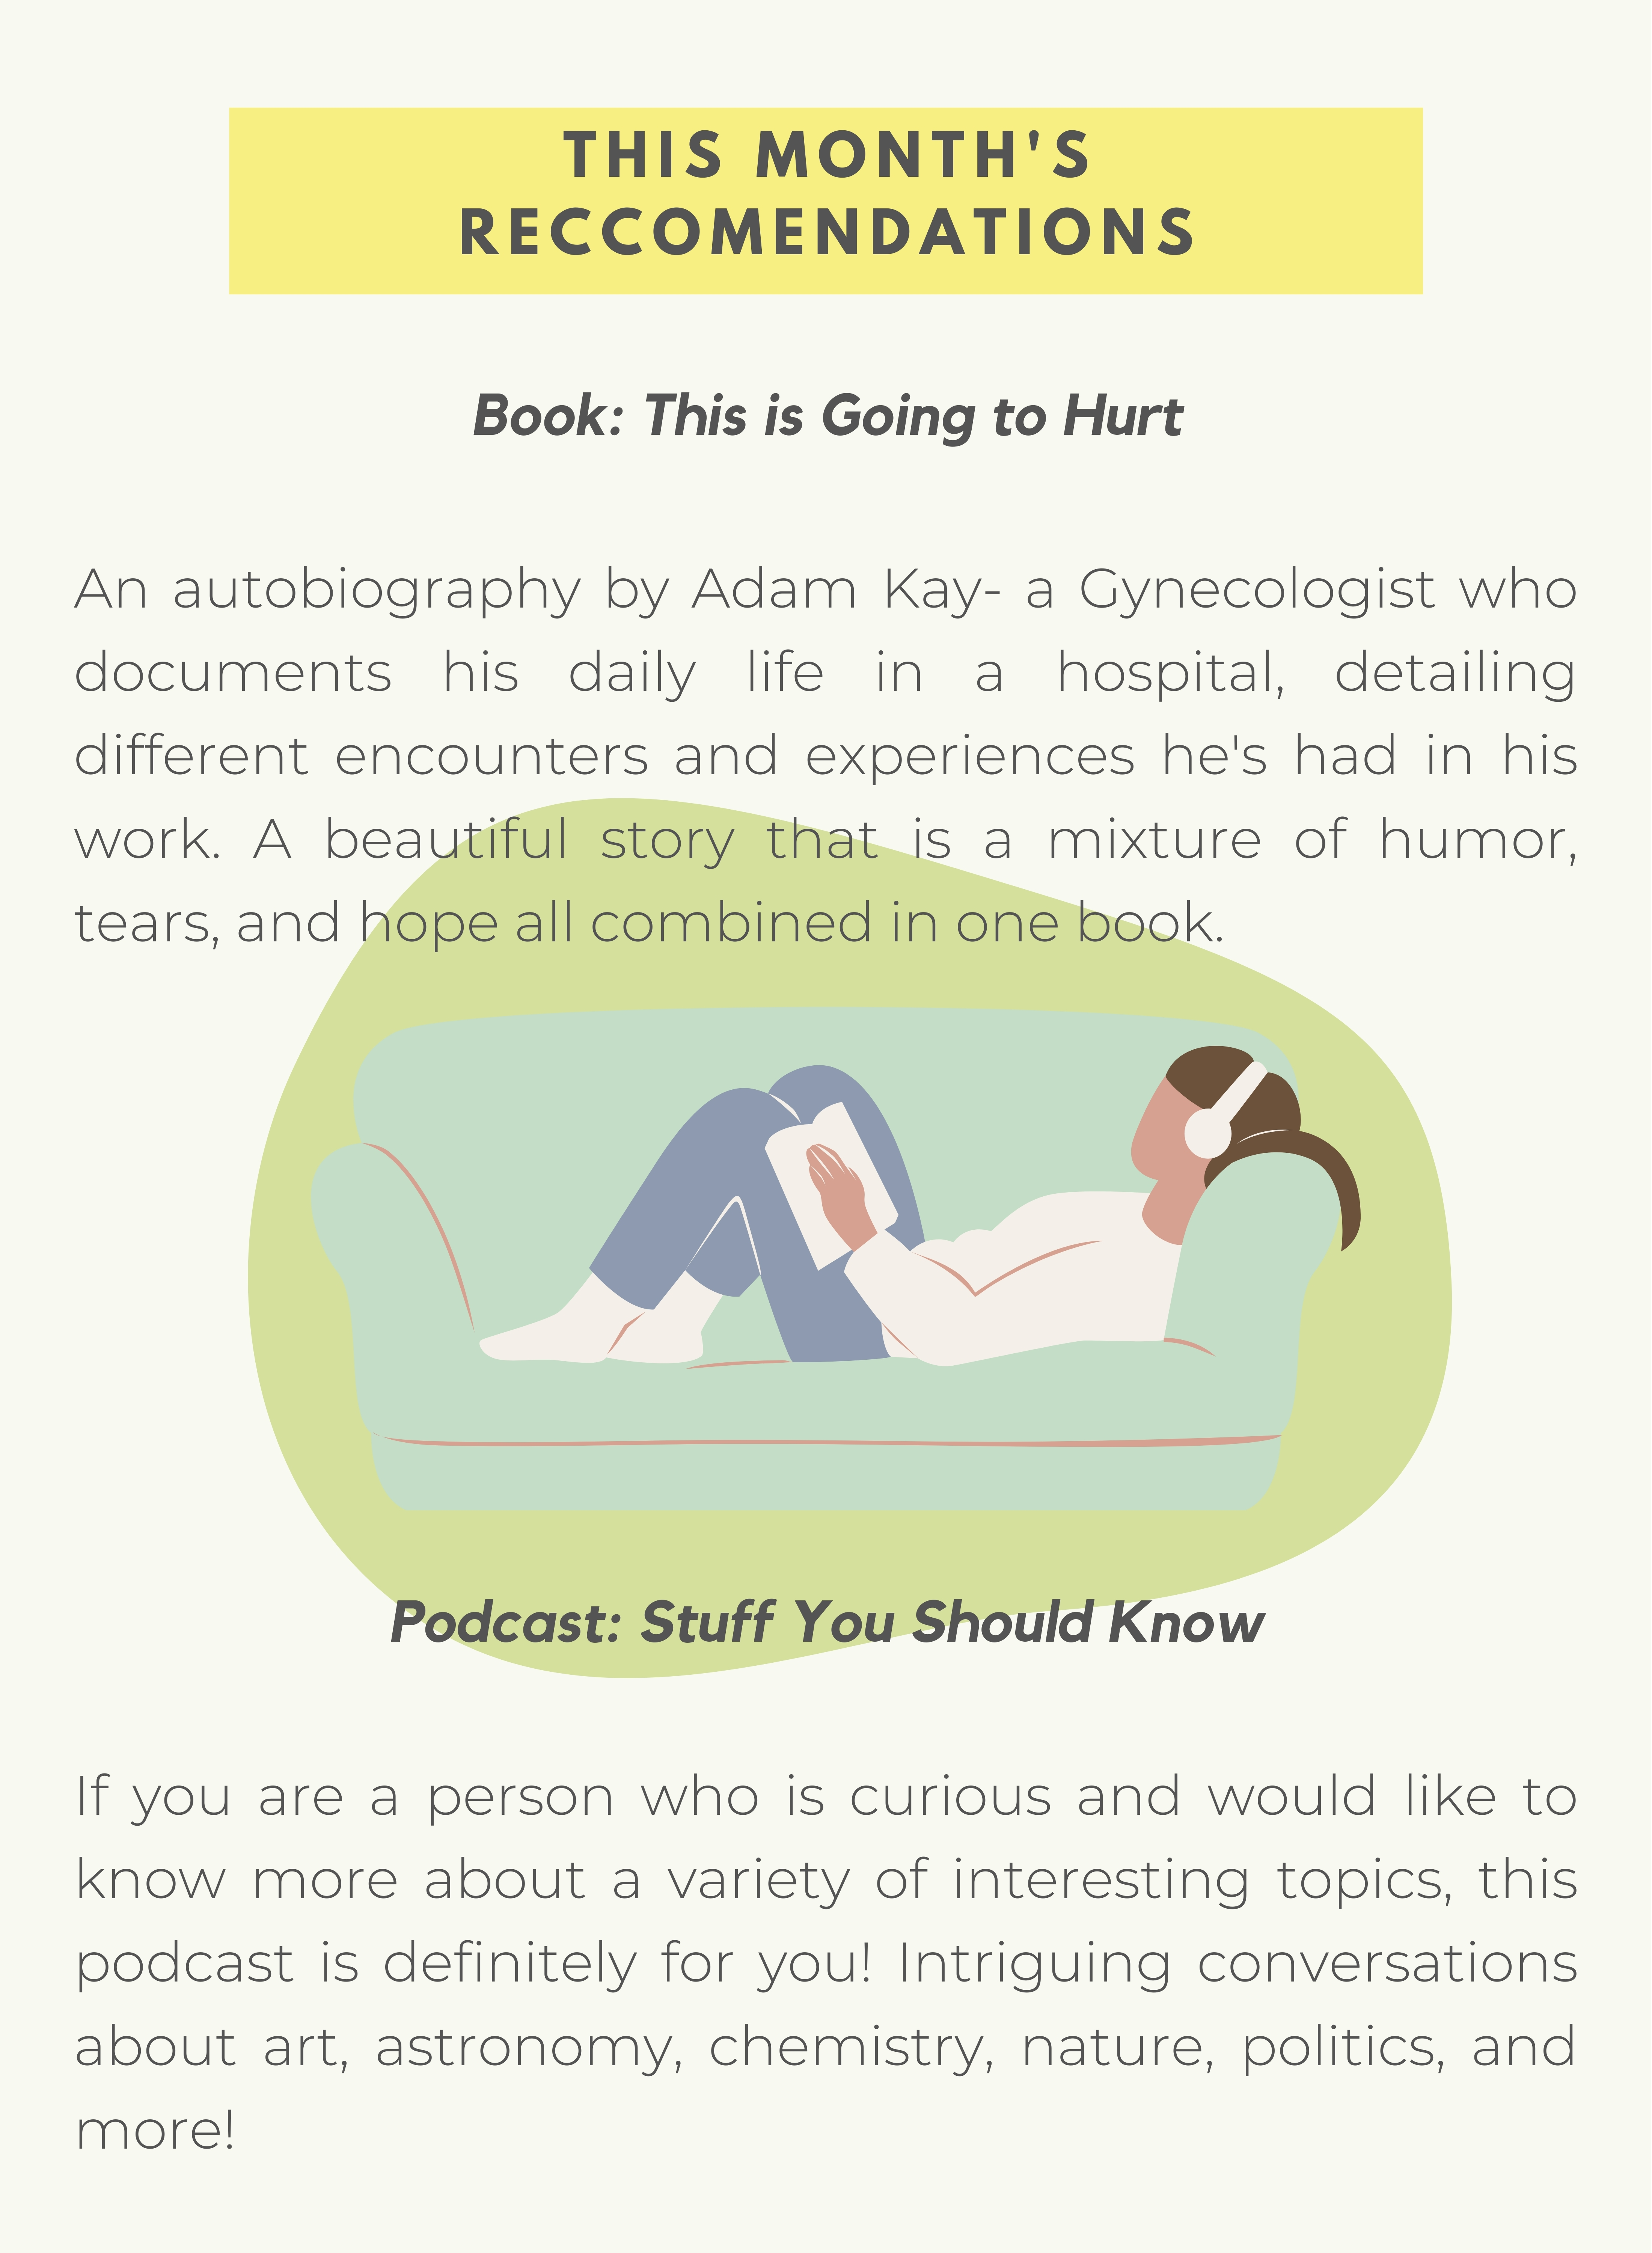 THIS MONTH'S
RECCOMENDATIONS
Book: This is Going to Hurt
An autobiography by Adam Kay- a Gynecologist who
documents his daily life in a hospital, detailing
different encounters and experiences he's had in his
work. A beautiful story that is a mixture of humor,
tears, and hope all combined in one book.
Podcast: Stuff You Should Know
If you are a person who is curious and would like to
know more about a variety of interesting topics, this
podcast is definitely for you! Intriguing conversations
about art, astronomy, chemistry, nature, politics, and
more!